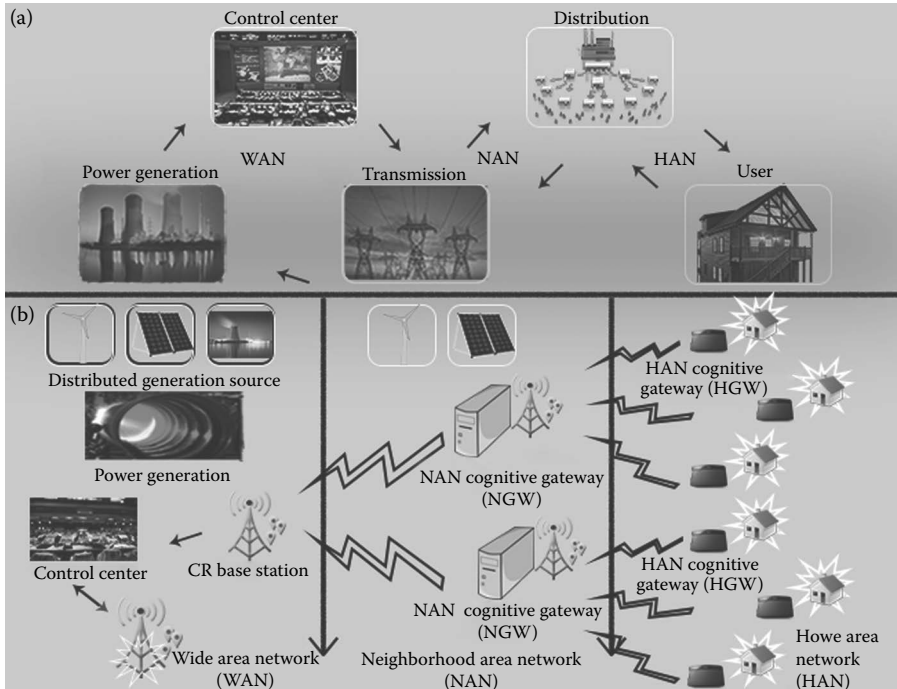 (a)
Control center
Distribution
WAN
NAN
HAN
Power generation
Transmission
User
(b)
Distributed generation source
Power generation
Control center
CR base station
Wide area network
(WAN)
NAN cognitive gateway
(NGW)
NAN cognitive gateway
(NGW)
Neighborhood area network
(NAN)
HAN cognitive
gateway (HGW)
HAN cognitive
gateway (HGW)
Howe area
network
(HAN)